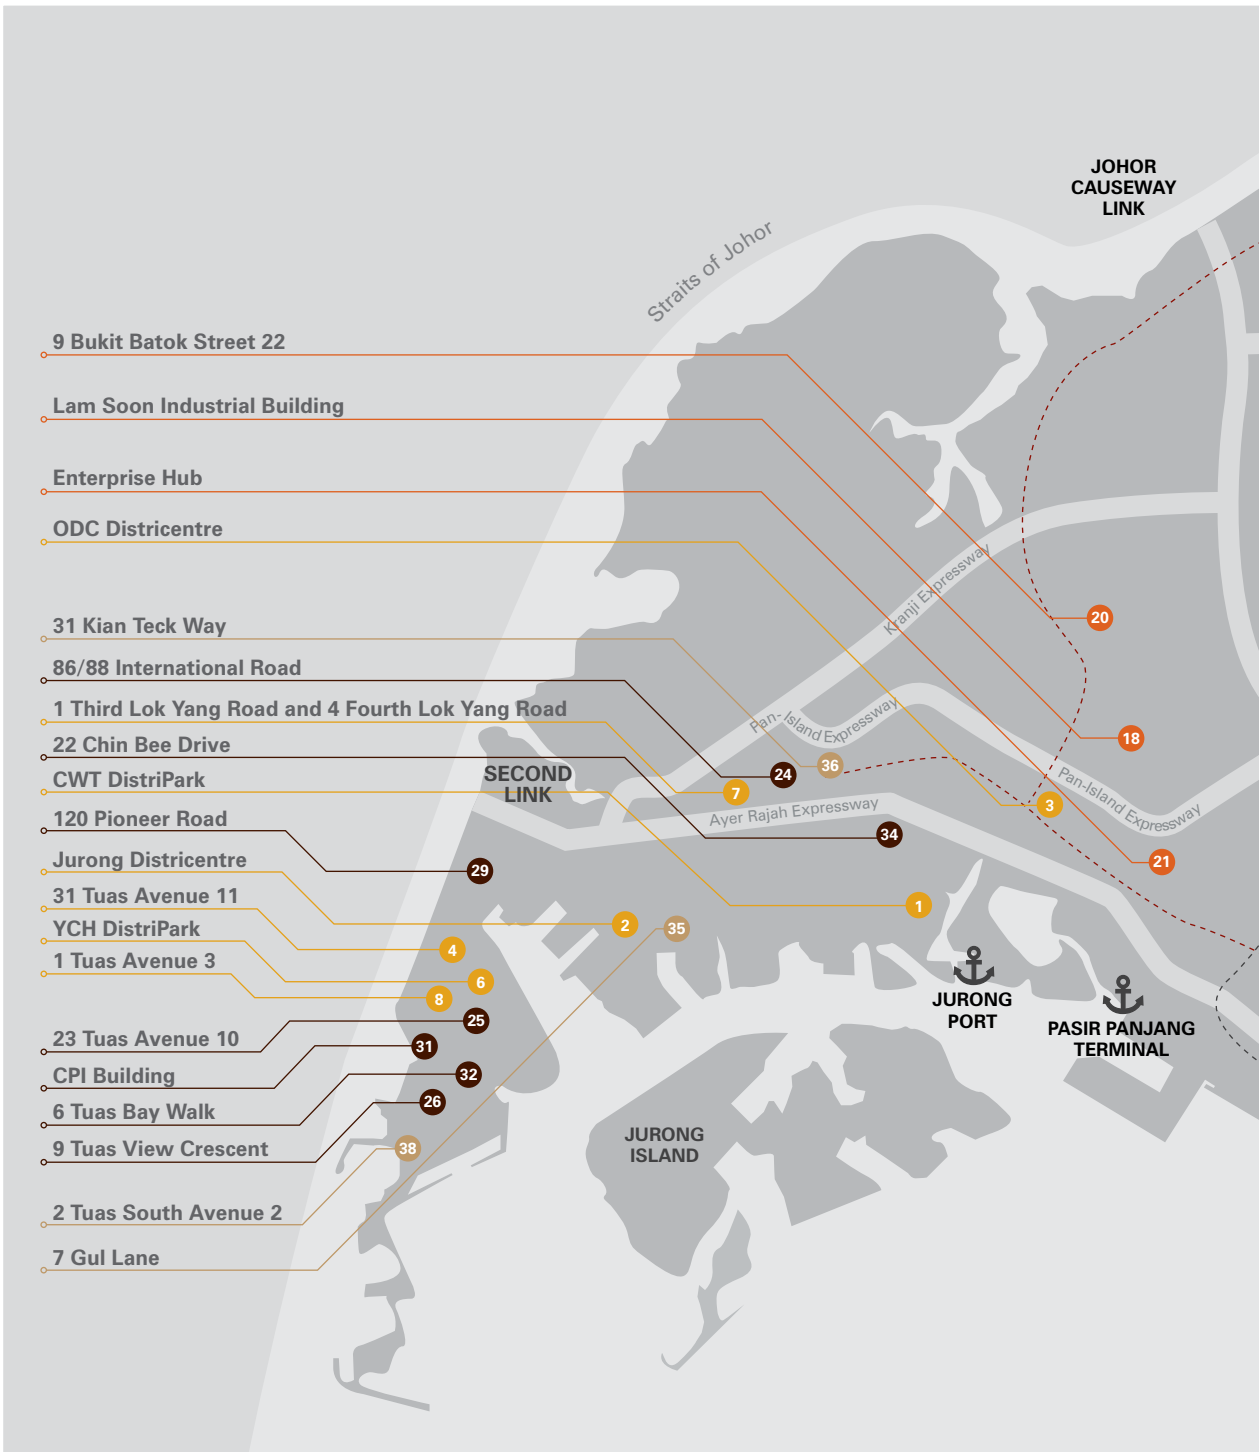 JOHOR
CAUSEWAY
LINK
Straits of Johor
9 Bukit Batok Street 22
Lam Soon Industrial Building
Enterprise Hub
ODC Districentre
Kranji Expressway
20
31 Kian Teck Way
86/88 International Road
1 Third Lok Yang Road and 4 Fourth Lok Yang Road
Pan-Island Expressway
18
22 Chin Bee Drive
36
24
SECOND
LINK
CWT DistriPark
7
Pan-Island Expressway
3
Ayer Rajah Expressway
120 Pioneer Road
34
Jurong Districentre
21
29
31 Tuas Avenue 11
1
YCH DistriPark
2
35
4
1 Tuas Avenue 3
6
8
JURONG
PORT
25
PASIR PANJANG
TERMINAL
23 Tuas Avenue 10
31
CPI Building
32
6 Tuas Bay Walk
26
JURONG
ISLAND
9 Tuas View Crescent
38
2 Tuas South Avenue 2
7 Gul Lane